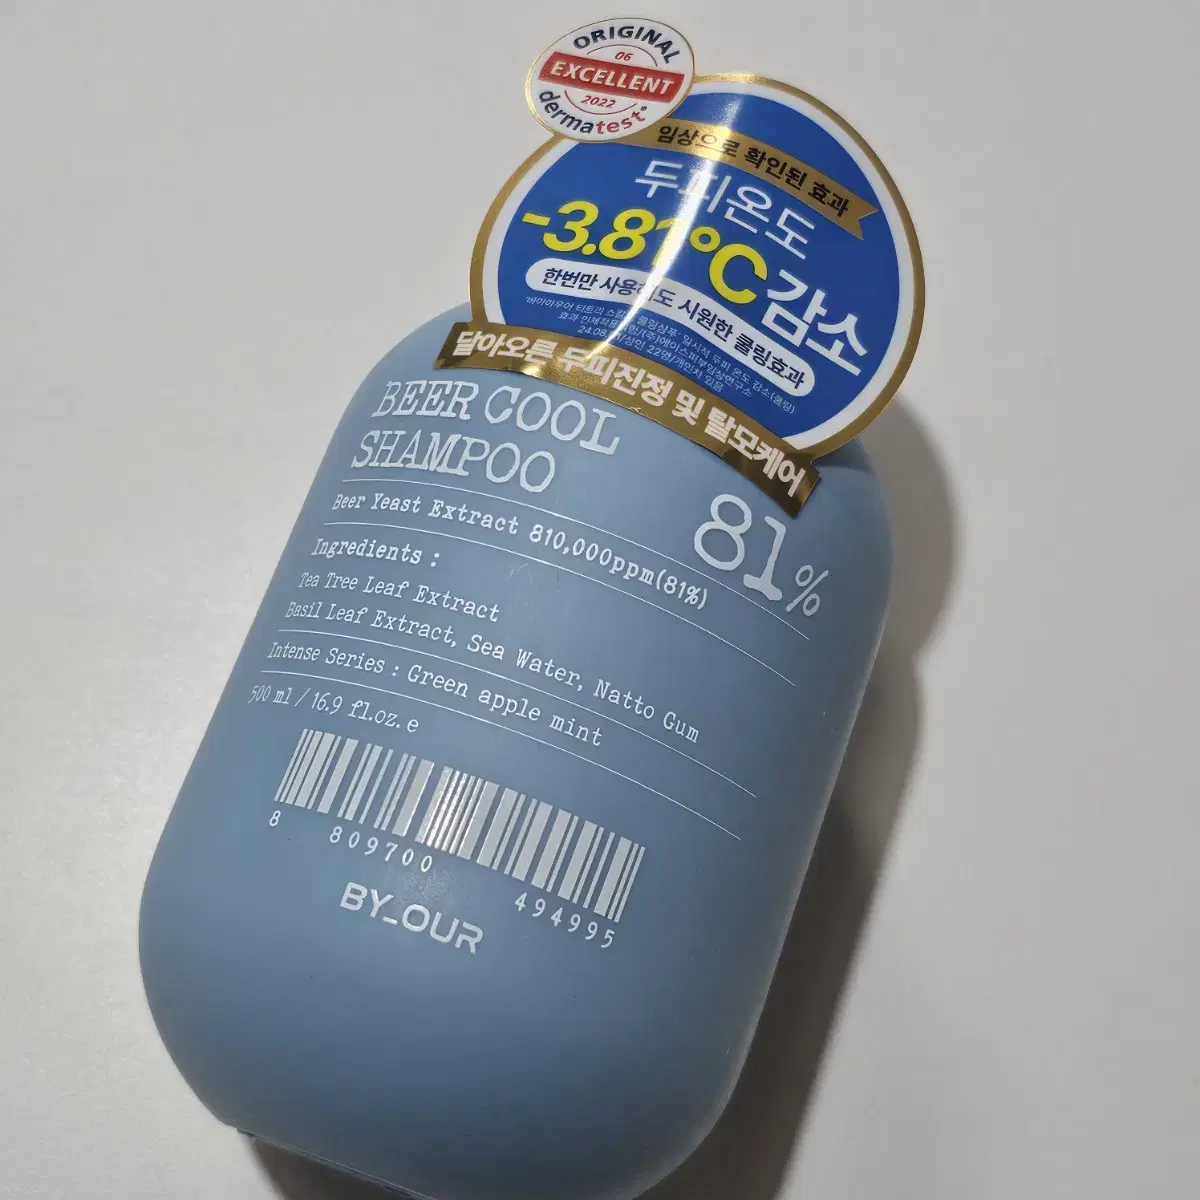 ORIGINAL
06
EXCELLENT
2022
dermatest®
임상으로 확인된 효과
두피온도
-3.81°C 감소
한번만 사용해도 시원한 쿨링효과
달아오른 두피진정 및 탈모케어
BEER COOL
SHAMPOO
81%
Beer Yeast Extract 810,000ppm(81%)
Ingredients :
Tea Tree Leaf Extract
Basil Leaf Extract, Sea Water, Natto Gum
Intense Series : Green apple mint
500 ml / 16.9 fl.oz. e
8 809700 494995
BY_OUR